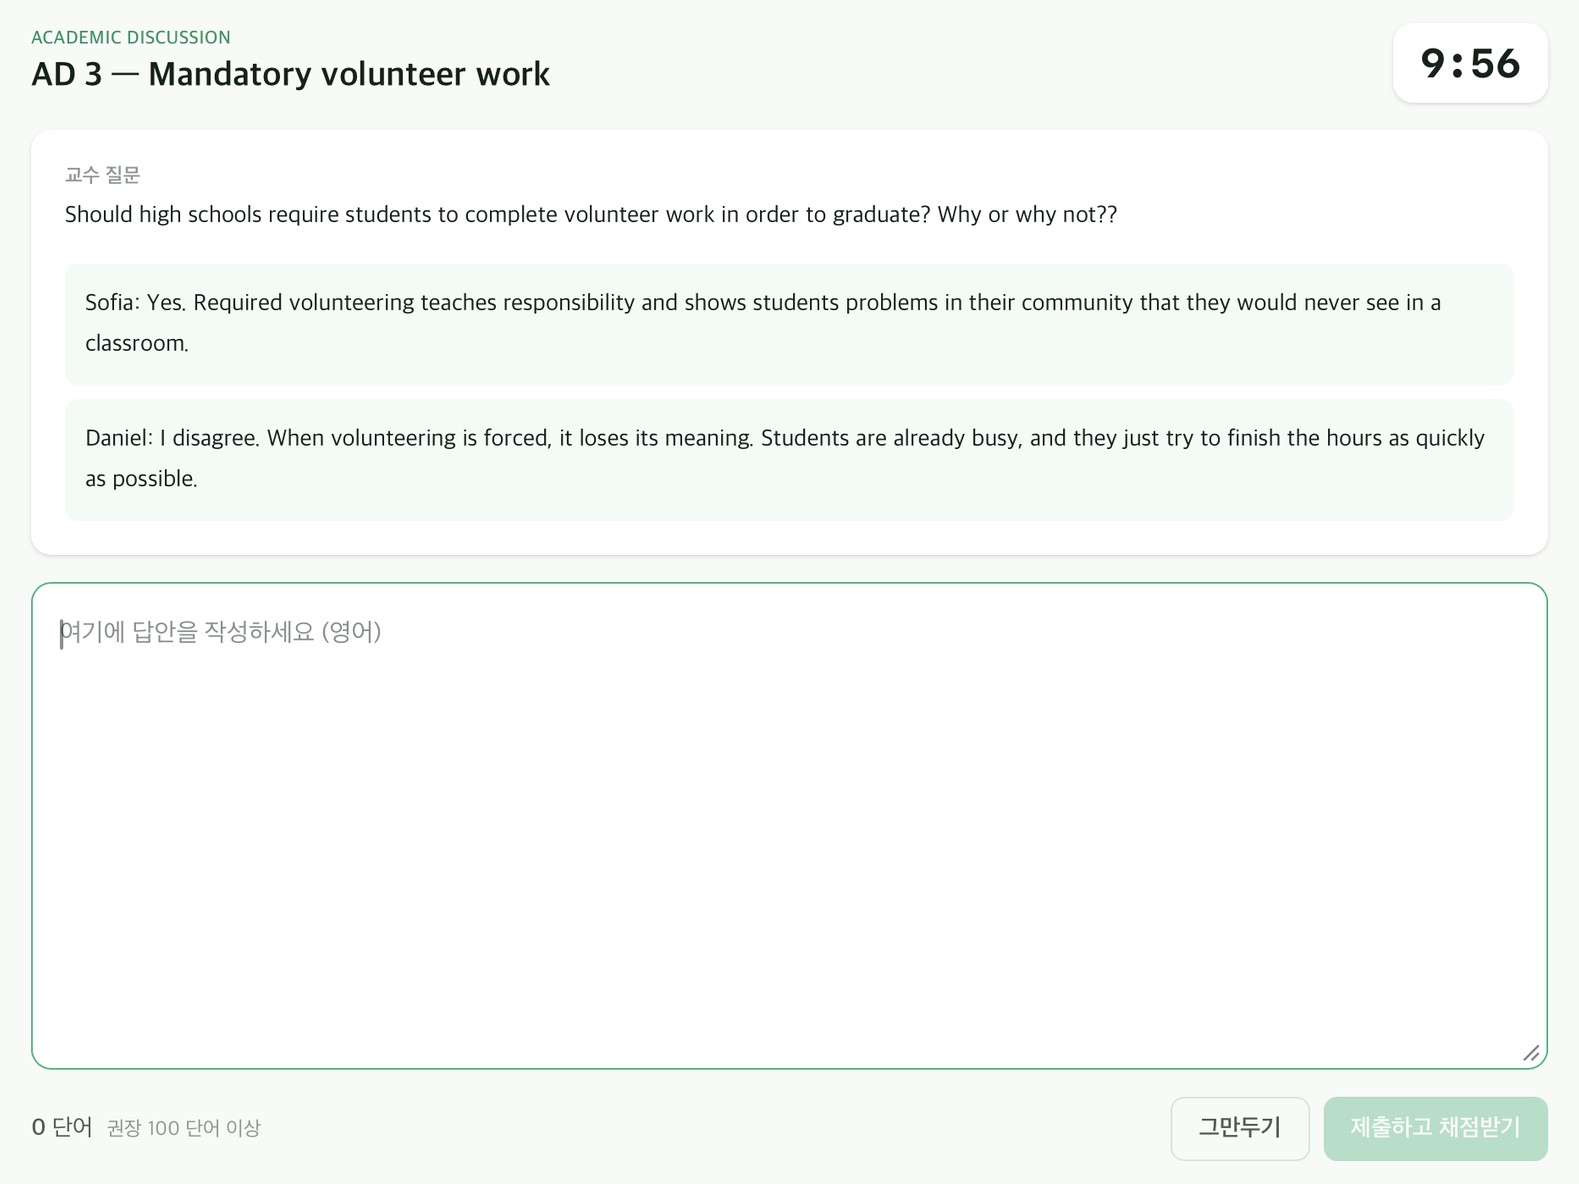 ACADEMIC DISCUSSION
AD 3 — Mandatory volunteer work
9:56
교수 질문
Should high schools require students to complete volunteer work in order to graduate? Why or why not??
Sofia: Yes. Required volunteering teaches responsibility and shows students problems in their community that they would never see in a
classroom.
Daniel: I disagree. When volunteering is forced, it loses its meaning. Students are already busy, and they just try to finish the hours as quickly
as possible.
여기에 답안을 작성하세요 (영어)
0 단어 권장 100 단어 이상
그만두기
제출하고 채점받기